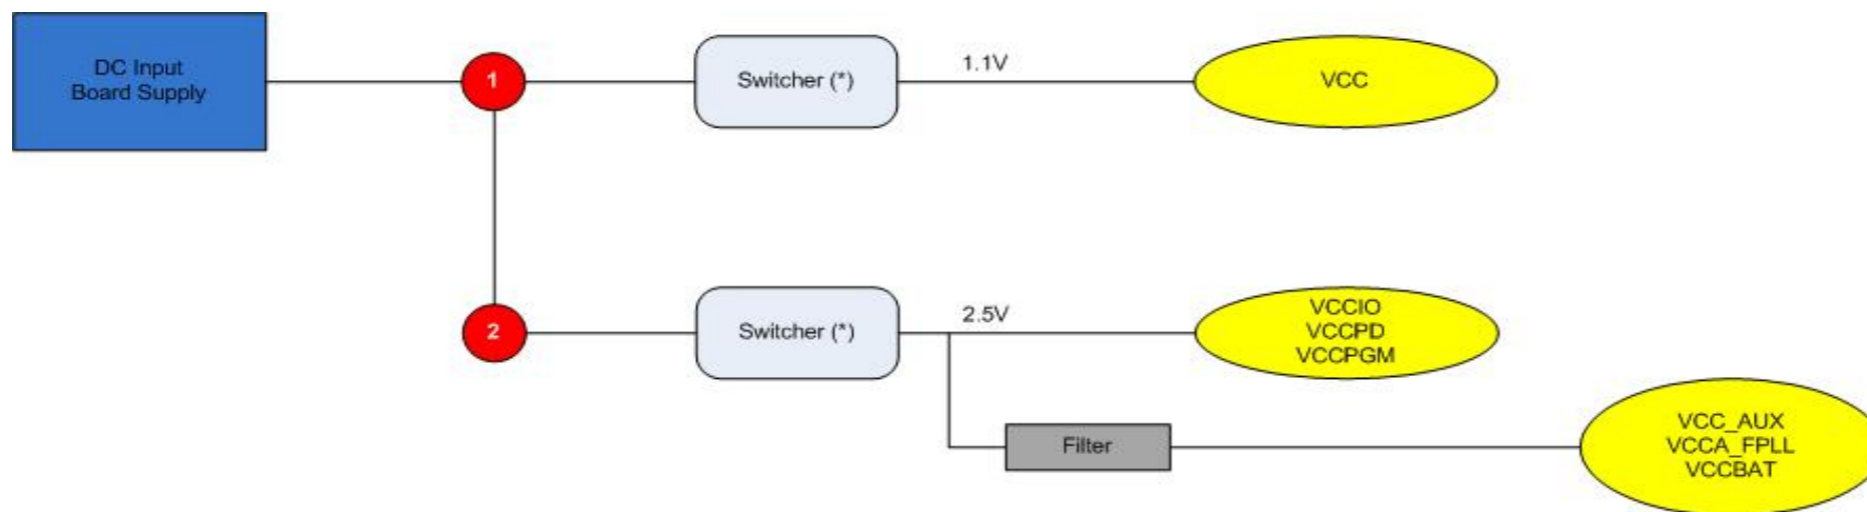 DC Input
Board Supply
1
Switcher (*)
1.1V
VCC
2
Switcher (*)
2.5V
VCCIO
VCCPD
VCCPGM
Filter
VCC_AUX
VCCA_FPLL
VCCBAT